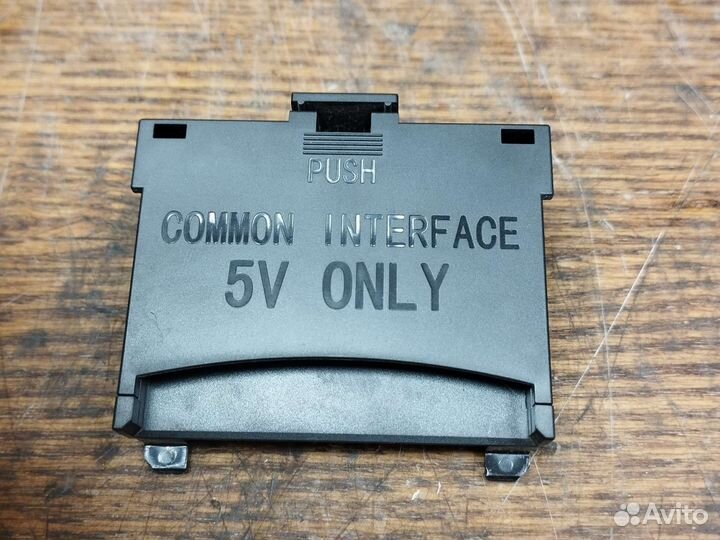 PUSH
COMMON INTERFACE
5V ONLY
Avito